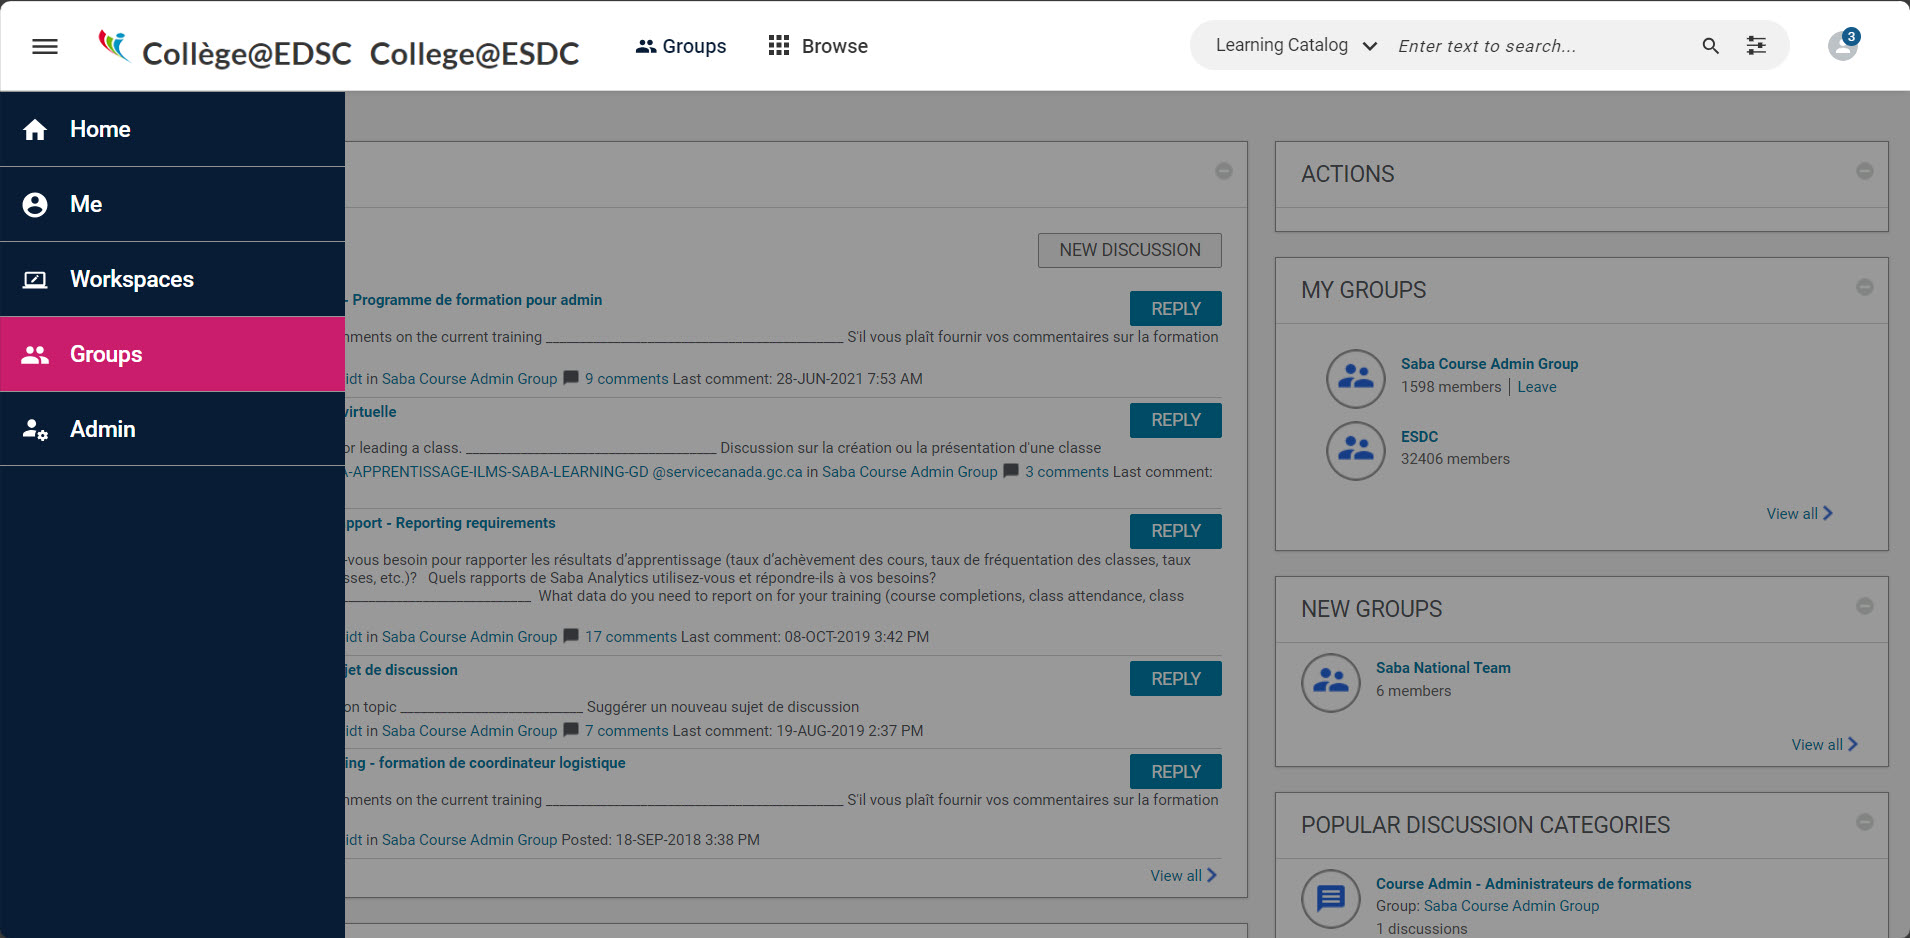 Collège@EDSC College@ESDC
Groups
Browse
Learning Catalog
Enter text to search...
3
Home
Me
Workspaces
Groups
Admin
NEW DISCUSSION
- Programme de formation pour admin
REPLY
nments on the current training ____________________________________ S'il vous plaît fournir vos commentaires sur la formation
idt in Saba Course Admin Group 9 comments Last comment: 28-JUN-2021 7:53 AM
virtuelle
REPLY
or leading a class. ______________________________ Discussion sur la création ou la présentation d'une classe
A-APPRENTISSAGE-ILMS-SABA-LEARNING-GD @servicecanada.gc.ca in Saba Course Admin Group 3 comments Last comment:
pport - Reporting requirements
REPLY
-vous besoin pour rapporter les résultats d'apprentissage (taux d'achèvement des cours, taux de fréquentation des classes, taux
sses, etc.)? Quels rapports de Saba Analytics utilisez-vous et répondre-ils à vos besoins?
______________________ What data do you need to report on for your training (course completions, class attendance, class
idt in Saba Course Admin Group 17 comments Last comment: 08-OCT-2019 3:42 PM
jet de discussion
REPLY
on topic ______________________ Suggérer un nouveau sujet de discussion
idt in Saba Course Admin Group 7 comments Last comment: 19-AUG-2019 2:37 PM
ing - formation de coordinateur logistique
REPLY
nments on the current training ____________________________________ S'il vous plaît fournir vos commentaires sur la formation
idt in Saba Course Admin Group Posted: 18-SEP-2018 3:38 PM
View all
ACTIONS
MY GROUPS
Saba Course Admin Group
1598 members | Leave
ESDC
32406 members
View all
NEW GROUPS
Saba National Team
6 members
View all
POPULAR DISCUSSION CATEGORIES
Course Admin - Administrateurs de formations
Group: Saba Course Admin Group
1 discussions